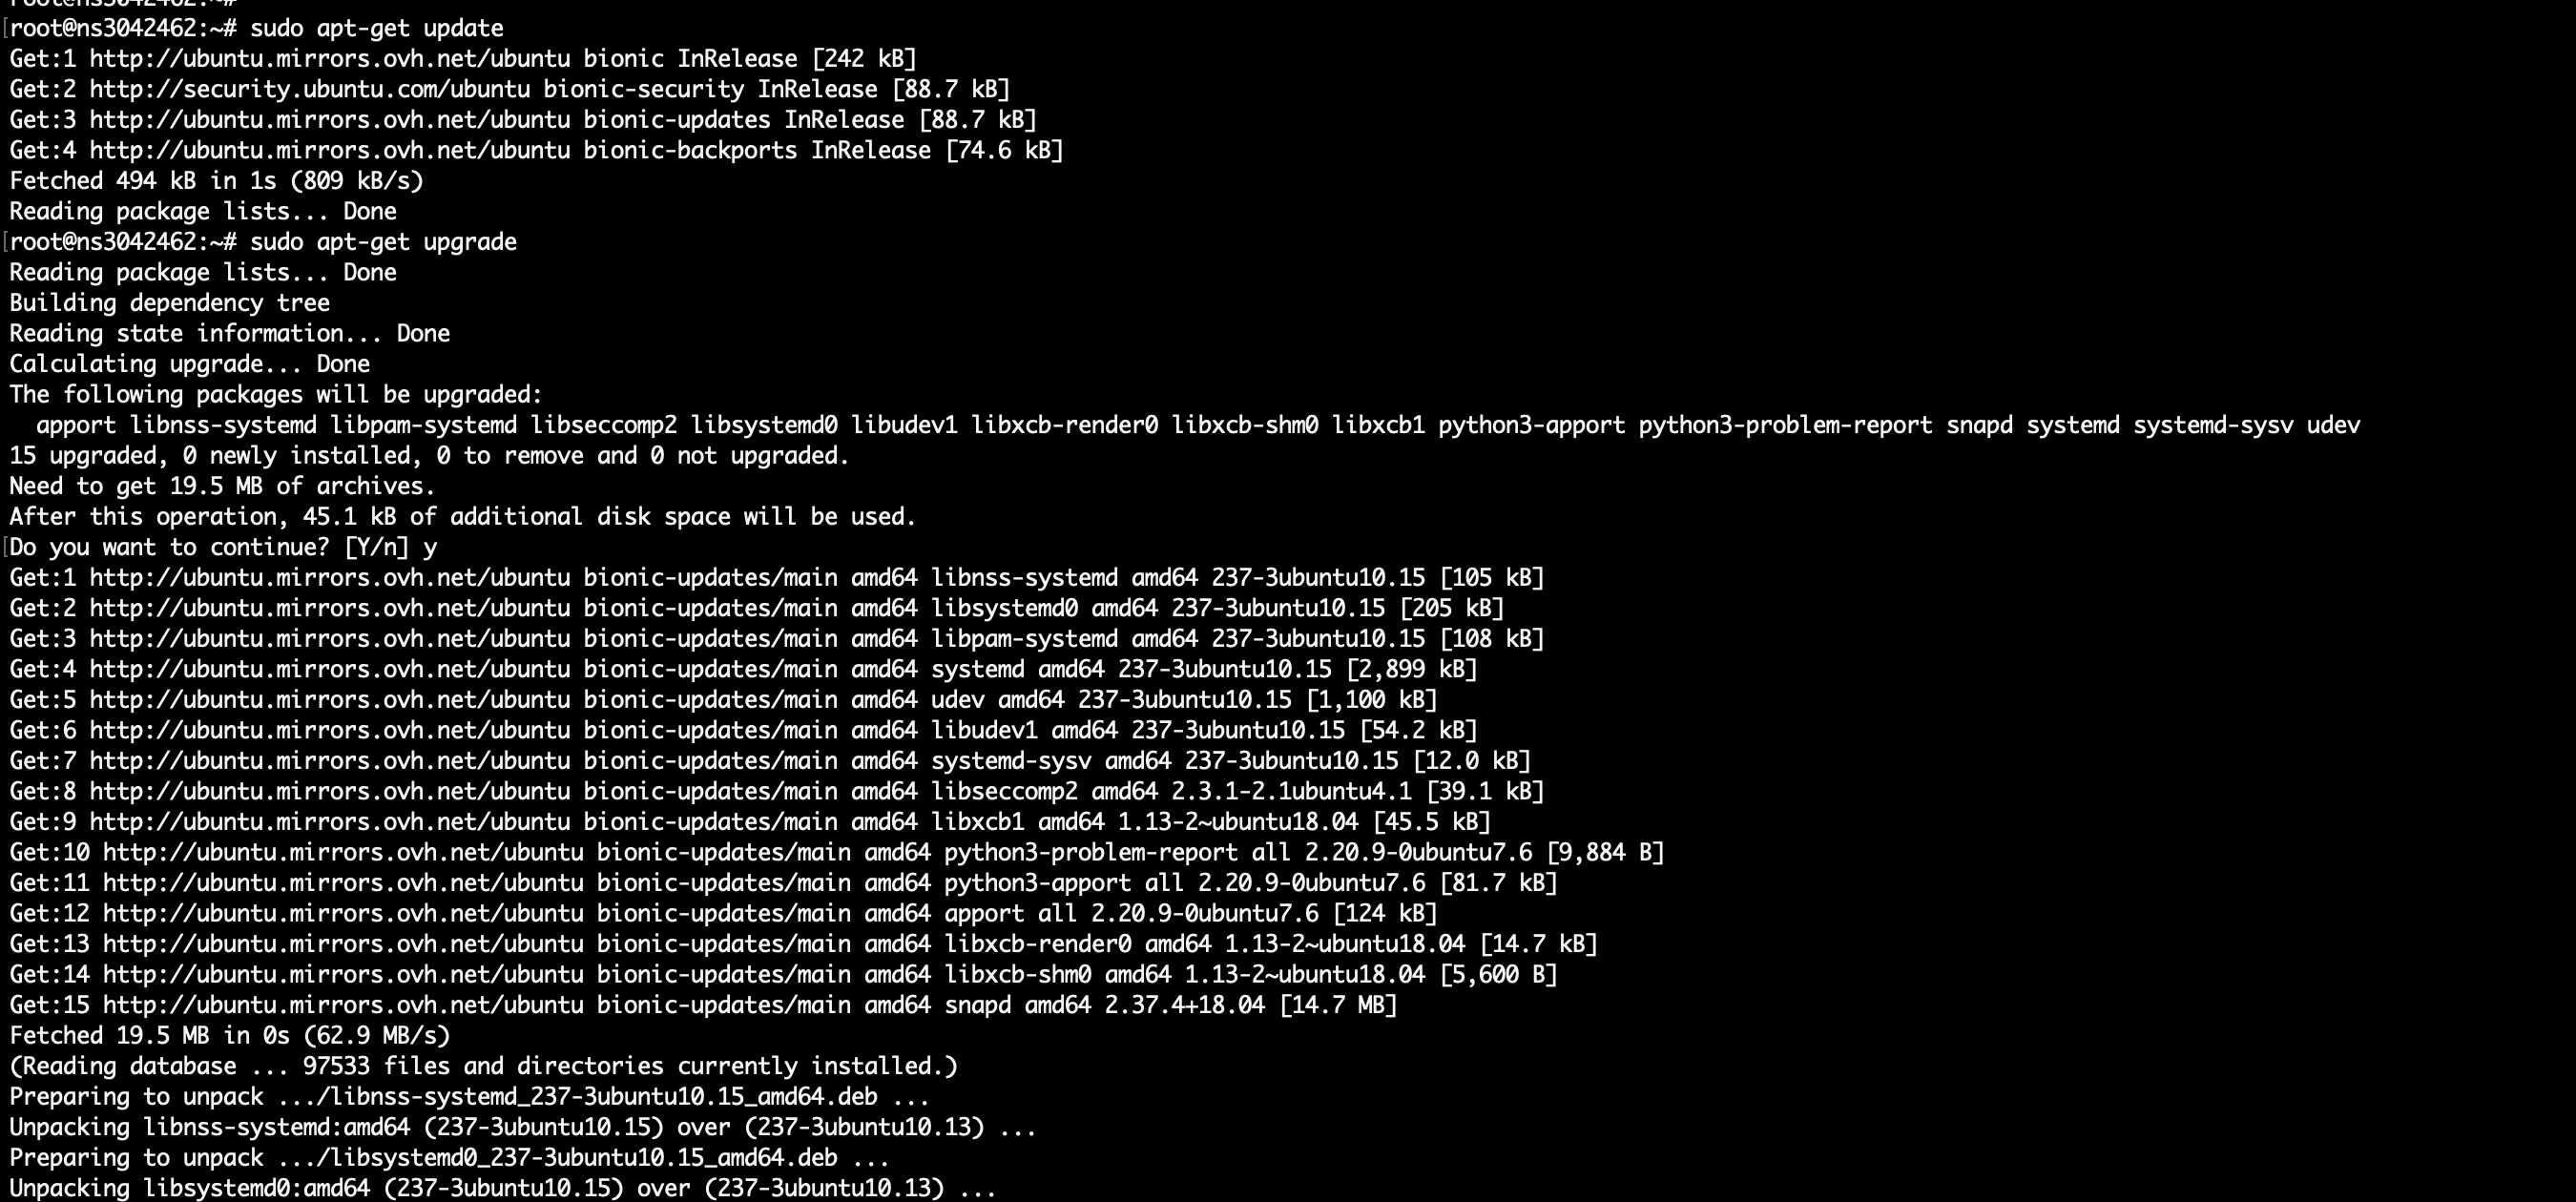 root@ns3042462:~#
[root@ns3042462:~# sudo apt-get update
Get:1 http://ubuntu.mirrors.ovh.net/ubuntu bionic InRelease [242 kB]
Get:2 http://security.ubuntu.com/ubuntu bionic-security InRelease [88.7 kB]
Get:3 http://ubuntu.mirrors.ovh.net/ubuntu bionic-updates InRelease [88.7 kB]
Get:4 http://ubuntu.mirrors.ovh.net/ubuntu bionic-backports InRelease [74.6 kB]
Fetched 494 kB in 1s (809 kB/s)
Reading package lists... Done
[root@ns3042462:~# sudo apt-get upgrade
Reading package lists... Done
Building dependency tree
Reading state information... Done
Calculating upgrade... Done
The following packages will be upgraded:
  apport libnss-systemd libpam-systemd libseccomp2 libsystemd0 libudev1 libxcb-render0 libxcb-shm0 libxcb1 python3-apport python3-problem-report snapd systemd systemd-sysv udev
15 upgraded, 0 newly installed, 0 to remove and 0 not upgraded.
Need to get 19.5 MB of archives.
After this operation, 45.1 kB of additional disk space will be used.
[Do you want to continue? [Y/n] y
Get:1 http://ubuntu.mirrors.ovh.net/ubuntu bionic-updates/main amd64 libnss-systemd amd64 237-3ubuntu10.15 [105 kB]
Get:2 http://ubuntu.mirrors.ovh.net/ubuntu bionic-updates/main amd64 libsystemd0 amd64 237-3ubuntu10.15 [205 kB]
Get:3 http://ubuntu.mirrors.ovh.net/ubuntu bionic-updates/main amd64 libpam-systemd amd64 237-3ubuntu10.15 [108 kB]
Get:4 http://ubuntu.mirrors.ovh.net/ubuntu bionic-updates/main amd64 systemd amd64 237-3ubuntu10.15 [2,899 kB]
Get:5 http://ubuntu.mirrors.ovh.net/ubuntu bionic-updates/main amd64 udev amd64 237-3ubuntu10.15 [1,100 kB]
Get:6 http://ubuntu.mirrors.ovh.net/ubuntu bionic-updates/main amd64 libudev1 amd64 237-3ubuntu10.15 [54.2 kB]
Get:7 http://ubuntu.mirrors.ovh.net/ubuntu bionic-updates/main amd64 systemd-sysv amd64 237-3ubuntu10.15 [12.0 kB]
Get:8 http://ubuntu.mirrors.ovh.net/ubuntu bionic-updates/main amd64 libseccomp2 amd64 2.3.1-2.1ubuntu4.1 [39.1 kB]
Get:9 http://ubuntu.mirrors.ovh.net/ubuntu bionic-updates/main amd64 libxcb1 amd64 1.13-2~ubuntu18.04 [45.5 kB]
Get:10 http://ubuntu.mirrors.ovh.net/ubuntu bionic-updates/main amd64 python3-problem-report all 2.20.9-0ubuntu7.6 [9,884 B]
Get:11 http://ubuntu.mirrors.ovh.net/ubuntu bionic-updates/main amd64 python3-apport all 2.20.9-0ubuntu7.6 [81.7 kB]
Get:12 http://ubuntu.mirrors.ovh.net/ubuntu bionic-updates/main amd64 apport all 2.20.9-0ubuntu7.6 [124 kB]
Get:13 http://ubuntu.mirrors.ovh.net/ubuntu bionic-updates/main amd64 libxcb-render0 amd64 1.13-2~ubuntu18.04 [14.7 kB]
Get:14 http://ubuntu.mirrors.ovh.net/ubuntu bionic-updates/main amd64 libxcb-shm0 amd64 1.13-2~ubuntu18.04 [5,600 B]
Get:15 http://ubuntu.mirrors.ovh.net/ubuntu bionic-updates/main amd64 snapd amd64 2.37.4+18.04 [14.7 MB]
Fetched 19.5 MB in 0s (62.9 MB/s)
(Reading database ... 97533 files and directories currently installed.)
Preparing to unpack .../libnss-systemd_237-3ubuntu10.15_amd64.deb ...
Unpacking libnss-systemd:amd64 (237-3ubuntu10.15) over (237-3ubuntu10.13) ...
Preparing to unpack .../libsystemd0_237-3ubuntu10.15_amd64.deb ...
Unpacking libsystemd0:amd64 (237-3ubuntu10.15) over (237-3ubuntu10.13) ...